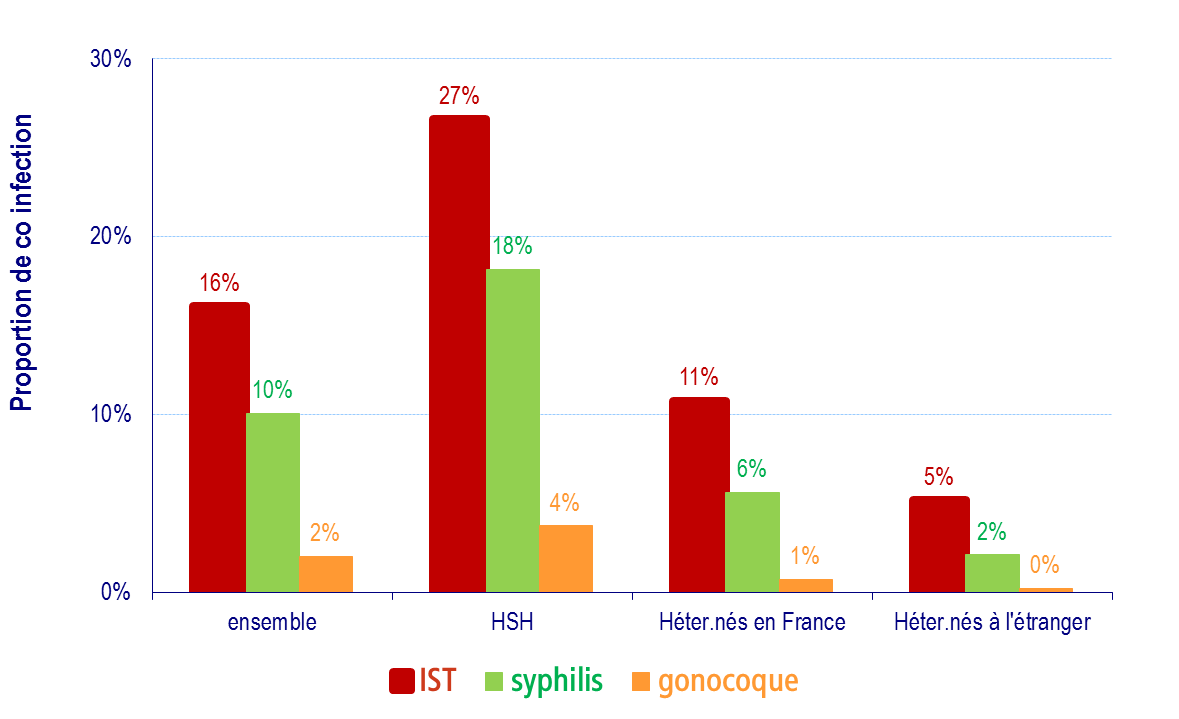 Proportion de co infection
30%
20%
10%
0%
16%
10%
2%
27%
18%
4%
11%
6%
1%
5%
2%
0%
ensemble
HSH
Héter.nés en France
Héter.nés à l'étranger
IST
syphilis
gonocoque